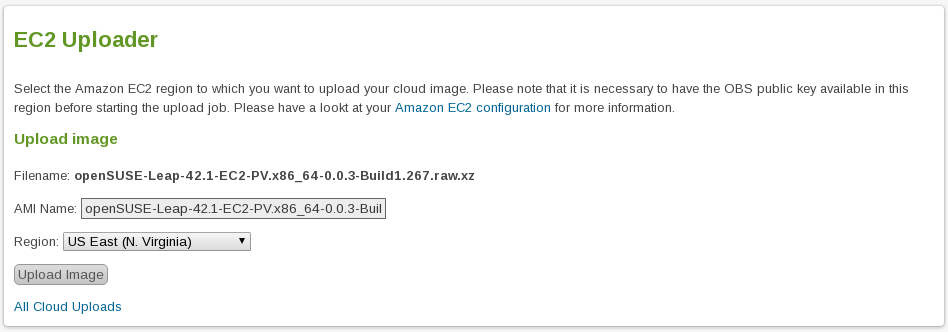 EC2 Uploader
Select the Amazon EC2 region to which you want to upload your cloud image. Please note that it is necessary to have the OBS public key available in this
region before starting the upload job. Please have a lookt at your Amazon EC2 configuration for more information.
Upload image
Filename: openSUSE-Leap-42.1-EC2-PV.x86_64-0.0.3-Build1.267.raw.xz
AMI Name: openSUSE-Leap-42.1-EC2-PV.x86_64-0.0.3-Buil
Region: US East (N. Virginia)
Upload Image
All Cloud Uploads